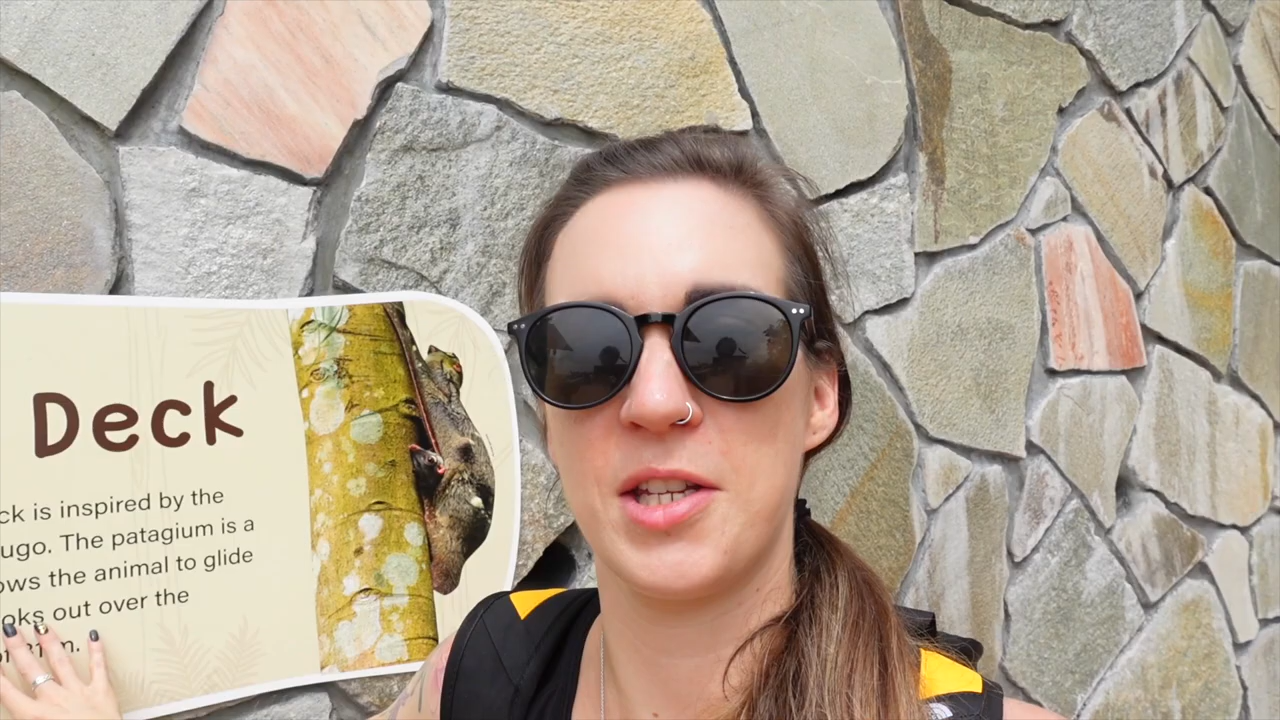 Deck
ck is inspired by the
ugo. The patagium is a
ows the animal to glide
oks out over the